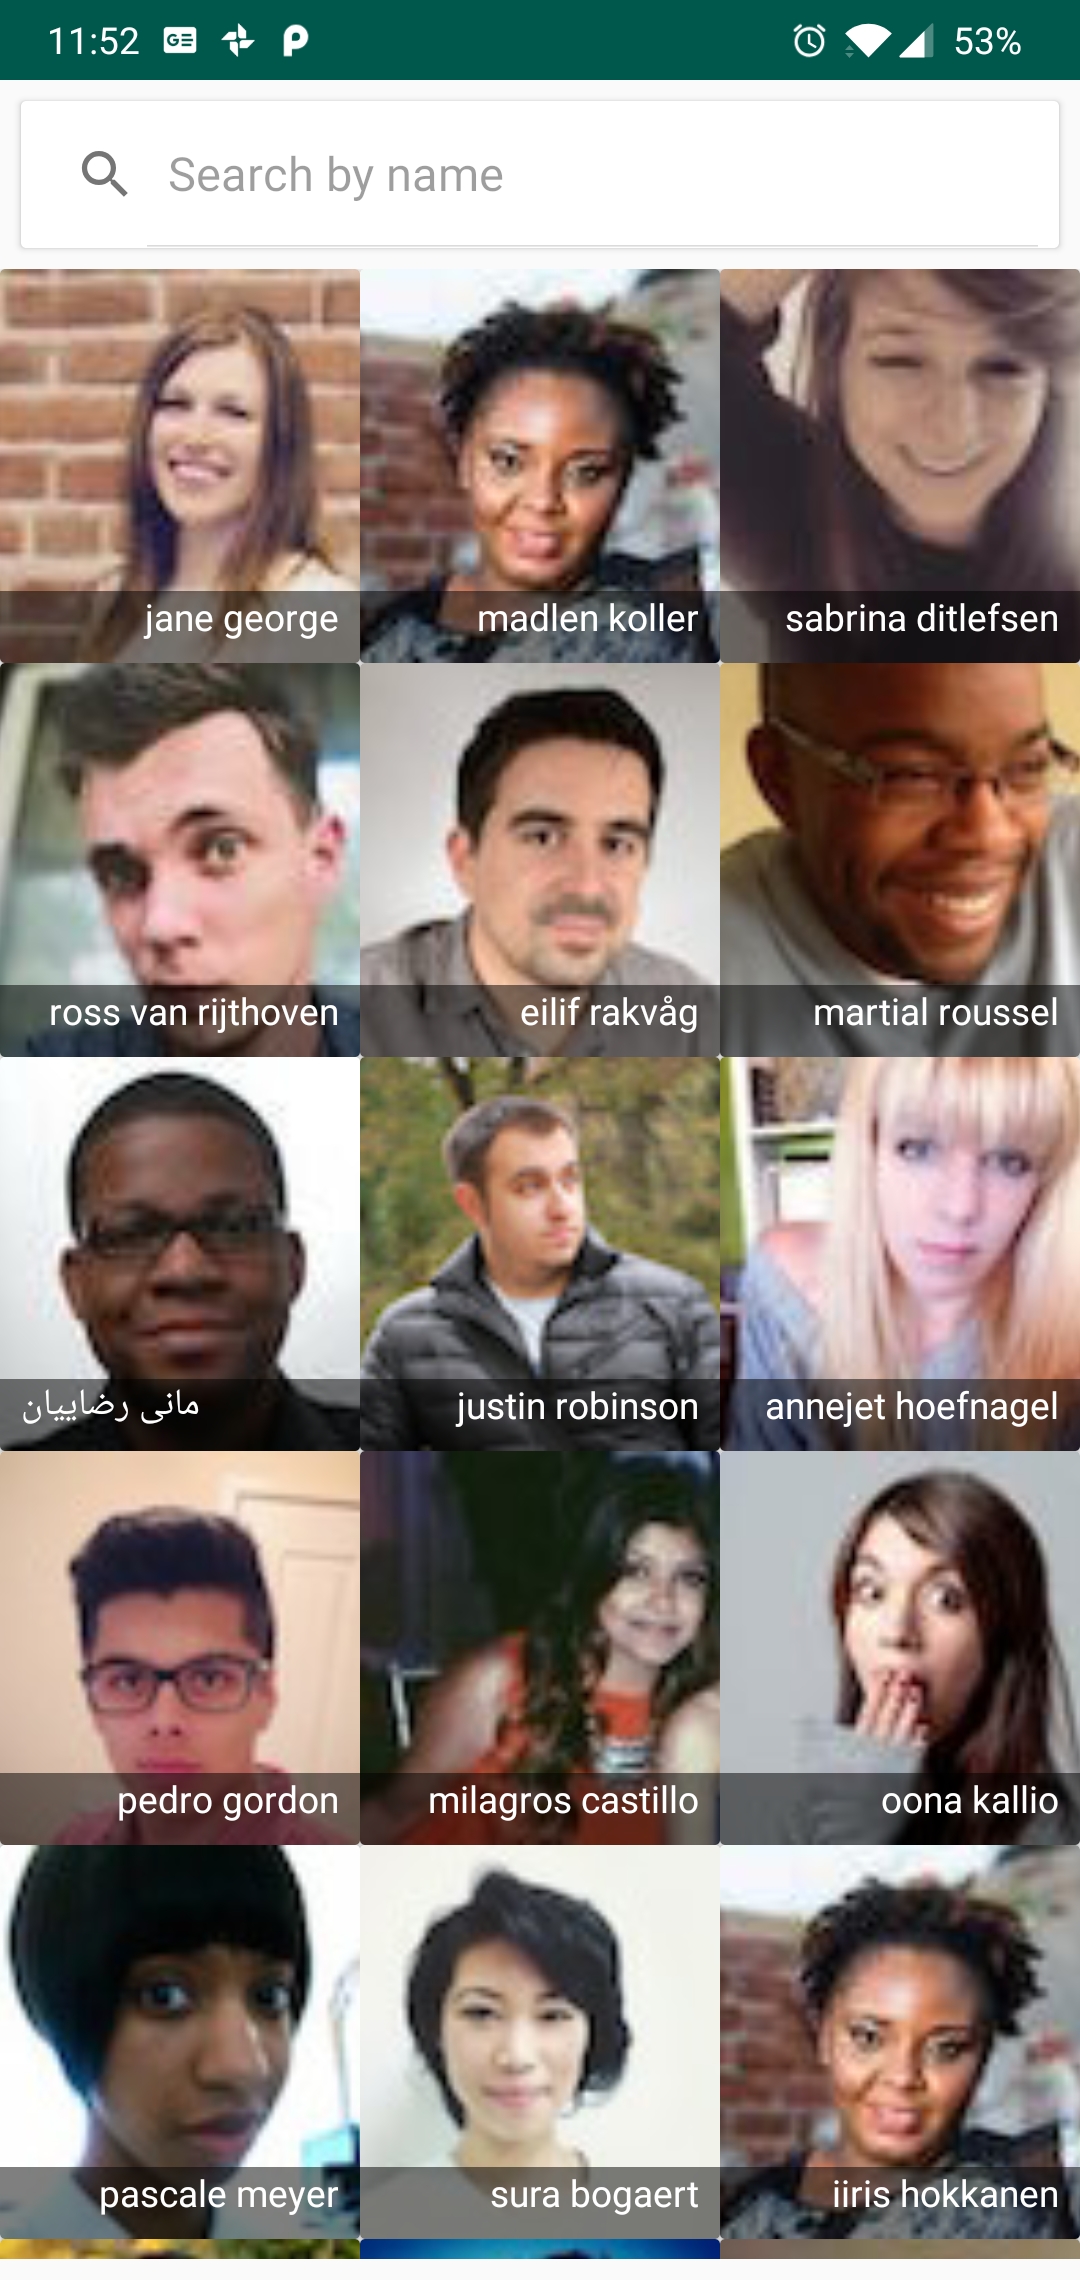 11:52
53%
Search by name
jane george
madlen koller
sabrina ditlefsen
ross van rijthoven
eilif rakvåg
martial roussel
مانی رضاییان
justin robinson
annejet hoefnagel
pedro gordon
milagros castillo
oona kallio
pascale meyer
sura bogaert
iiris hokkanen